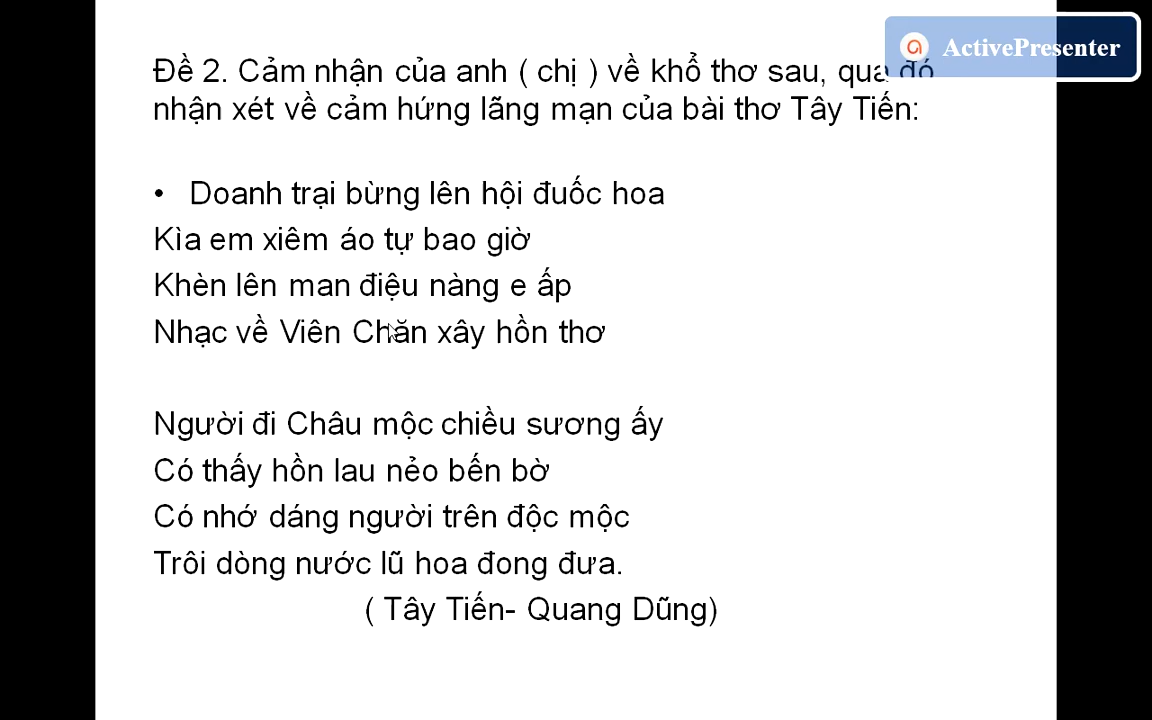 ActivePresenter
Đề 2. Cảm nhận của anh ( chị ) về khổ thơ sau, qua đó
nhận xét về cảm hứng lãng mạn của bài thơ Tây Tiến:
• Doanh trại bừng lên hội đuốc hoa
Kìa em xiêm áo tự bao giờ
Khèn lên man điệu nàng e ấp
Nhạc về Viên Chăn xây hồn thơ
Người đi Châu mộc chiều sương ấy
Có thấy hồn lau nẻo bến bờ
Có nhớ dáng người trên độc mộc
Trôi dòng nước lũ hoa đong đưa.
( Tây Tiến- Quang Dũng)